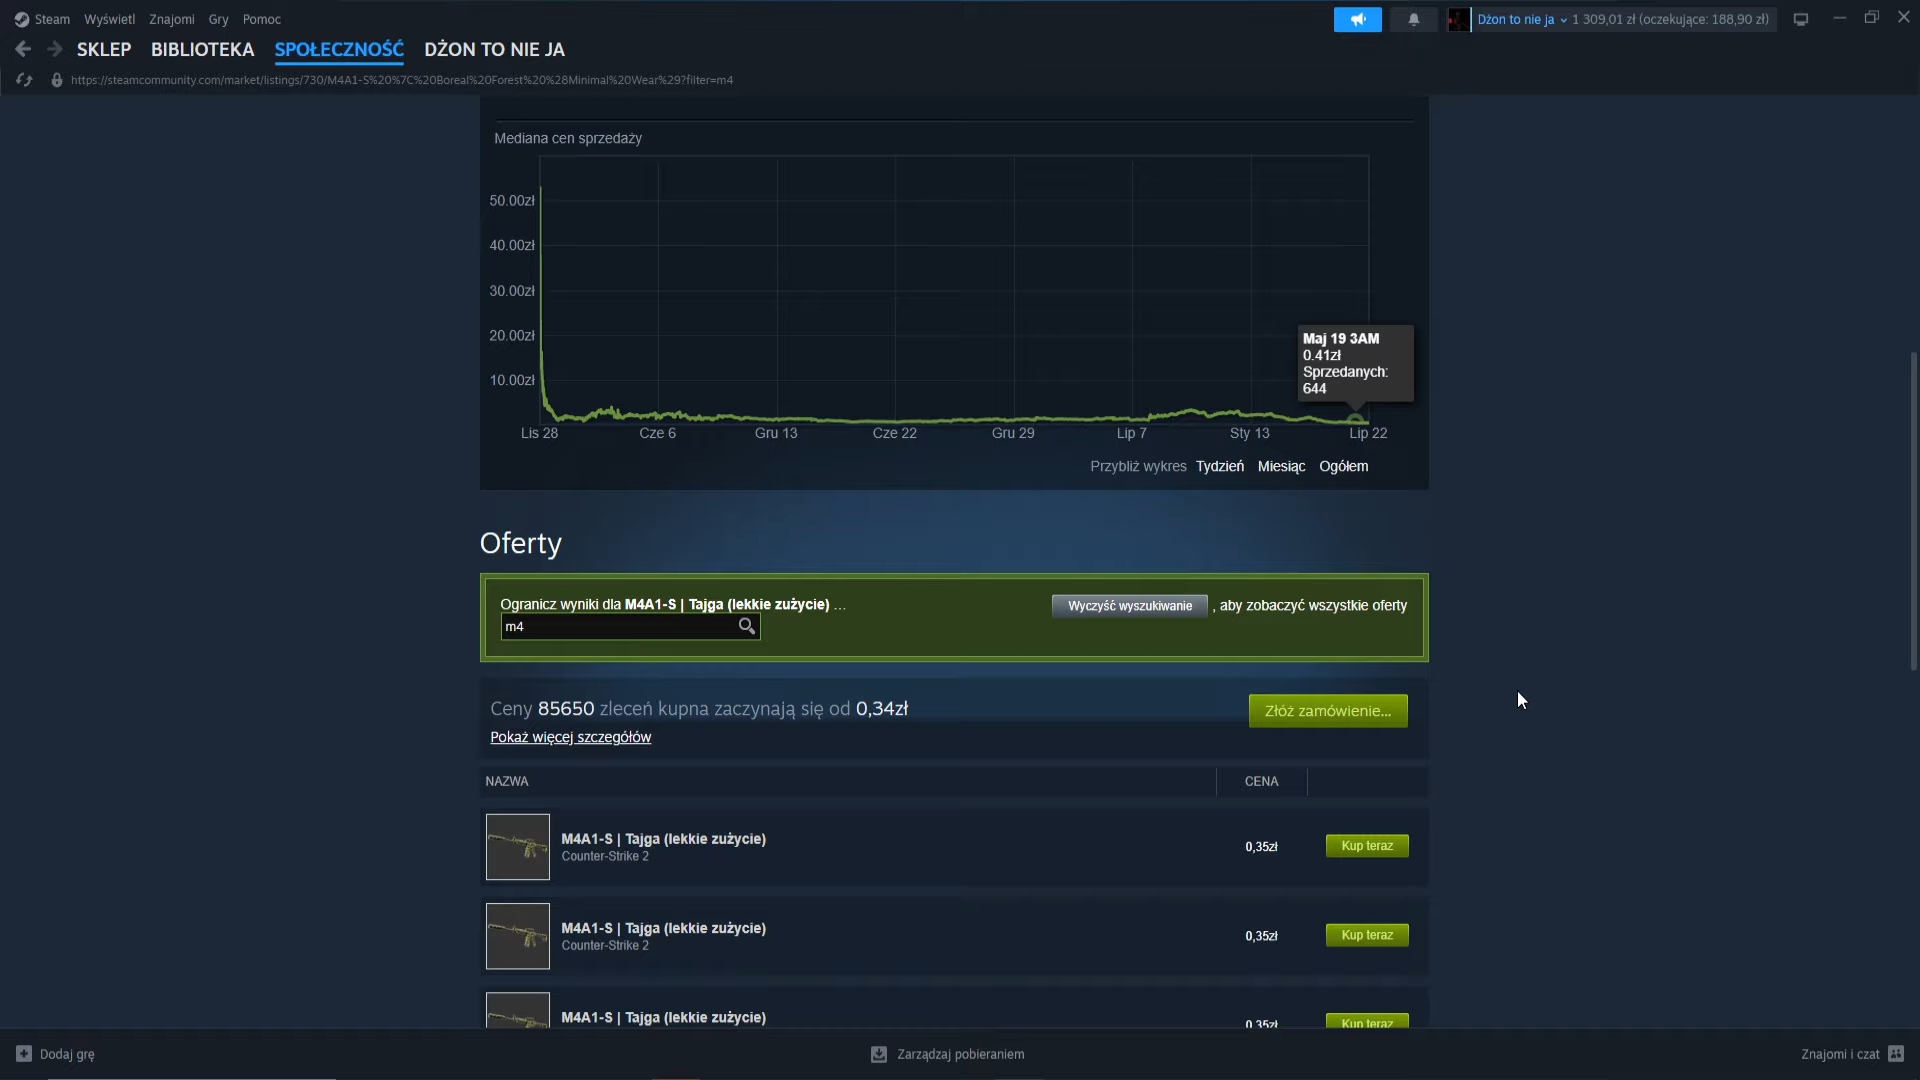 Steam Wyświetl Znajomi Gry Pomoc
Dżon to nie ja 1 309,01 zł (oczekujące: 188,90 zł)
SKLEP BIBLIOTEKA SPOŁECZNOŚĆ DŻON TO NIE JA
https://steamcommunity.com/market/listings/730/M4A1-S%20%7C%20Boreal%20Forest%20%28Minimal%20Wear%29?filter=m4
Mediana cen sprzedaży
50.00zł
40.00zł
30.00zł
20.00zł
10.00zł
Maj 19 3AM
0.41zł
Sprzedanych:
644
Lis 28 Cze 6 Gru 13 Cze 22 Gru 29 Lip 7 Sty 13 Lip 22
Przybliż wykres Tydzień Miesiąc Ogółem
Oferty
Ogranicz wyniki dla M4A1-S | Tajga (lekkie zużycie) ...
Wyczyść wyszukiwanie , aby zobaczyć wszystkie oferty
m4
Ceny 85650 zleceń kupna zaczynają się od 0,34zł
Złóż zamówienie...
Pokaż więcej szczegółów
NAZWA CENA
M4A1-S | Tajga (lekkie zużycie)
Counter-Strike 2
0,35zł Kup teraz
M4A1-S | Tajga (lekkie zużycie)
Counter-Strike 2
0,35zł Kup teraz
M4A1-S | Tajga (lekkie zużycie)
0,35zł Kup teraz
Dodaj grę Zarządzaj pobieraniem Znajomi i czat